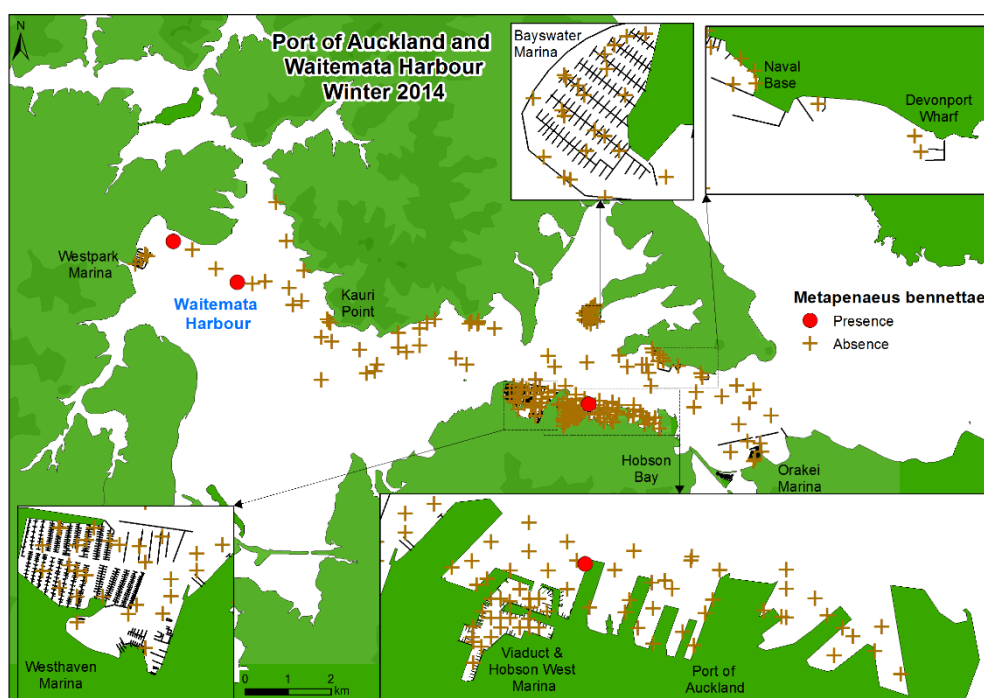 N
Port of Auckland and
Waitemata Harbour
Winter 2014
Bayswater
Marina
Naval
Base
Devonport
Wharf
Westpark
Marina
Waitemata
Harbour
Kauri
Point
Metapenaeus bennettae
Presence
Absence
Hobson
Bay
Orakei
Marina
Westhaven
Marina
0 1 2
km
Viaduct &
Hobson West
Marina
Port of
Auckland